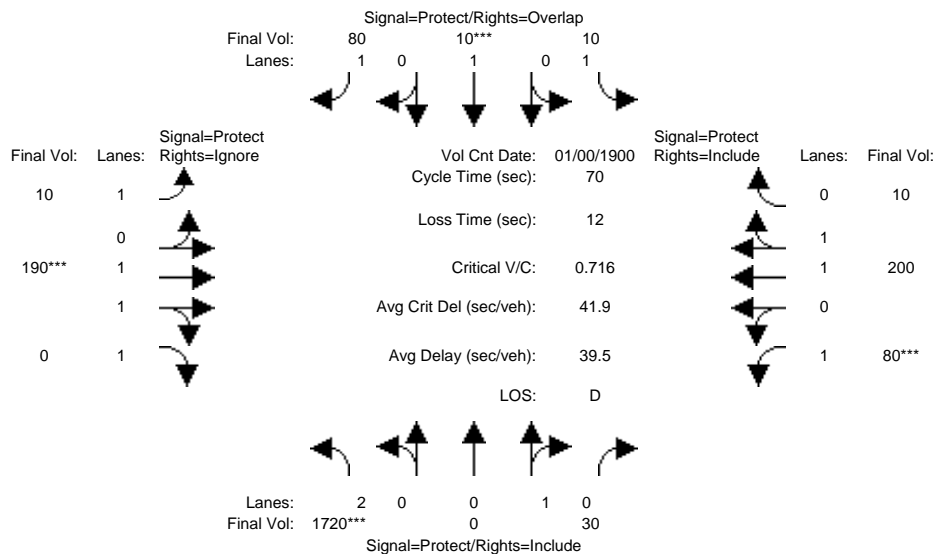 Signal=Protect/Rights=Overlap
Final Vol: 80 10*** 10
Lanes: 1 0 1 0 1
Signal=Protect
Final Vol: Lanes: Rights=Ignore
Vol Cnt Date: 01/00/1900
Signal=Protect
Rights=Include Lanes: Final Vol:
Cycle Time (sec): 70
10 1
0 10
Loss Time (sec): 12
0
1
190*** 1
Critical V/C: 0.716
1 200
1
Avg Crit Del (sec/veh): 41.9
0
0 1
Avg Delay (sec/veh): 39.5
1 80***
LOS: D
Lanes: 2 0 0 1 0
Final Vol: 1720*** 0 30
Signal=Protect/Rights=Include